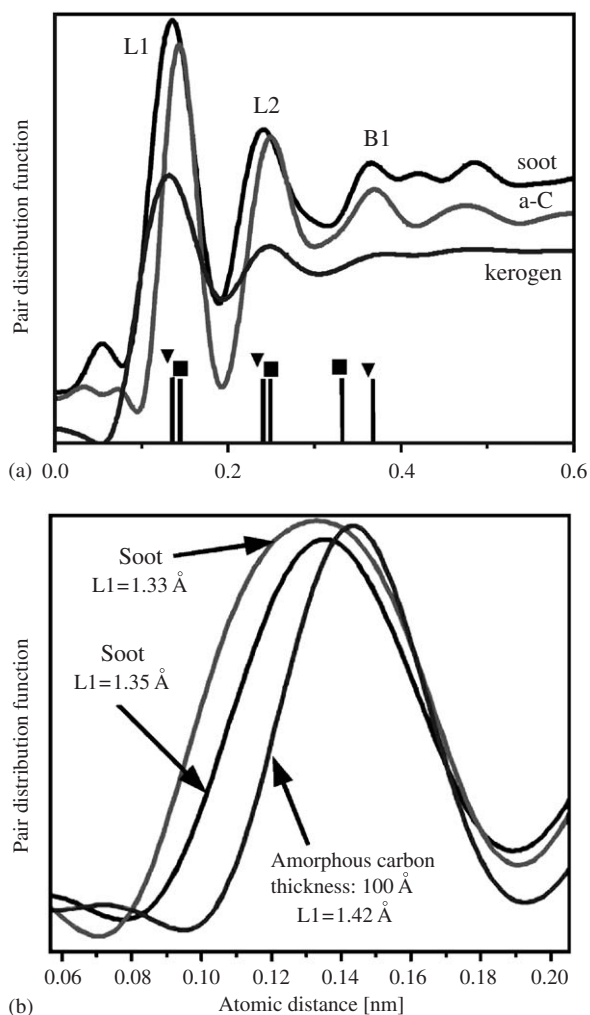 Pair distribution function
L1
L2
B1
soot
a-C
kerogen
(a) 0.0 0.2 0.4 0.6
Pair distribution function
Soot
L1=1.33 Å
Soot
L1=1.35 Å
Amorphous carbon
thickness: 100 Å
L1=1.42 Å
0.06 0.08 0.10 0.12 0.14 0.16 0.18 0.20
(b) Atomic distance [nm]